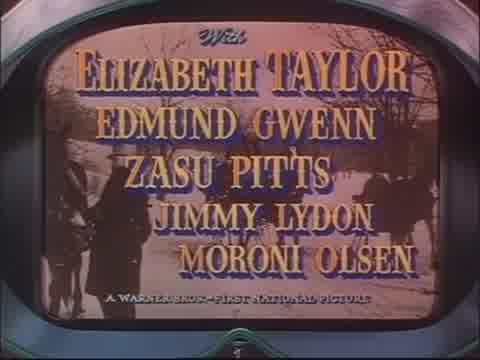 With
ELIZABETH TAYLOR
EDMUND GWENN
ZASU PITTS
JIMMY LYDON
MORONI OLSEN
A WARNER BROS.-FIRST NATIONAL PICTURE